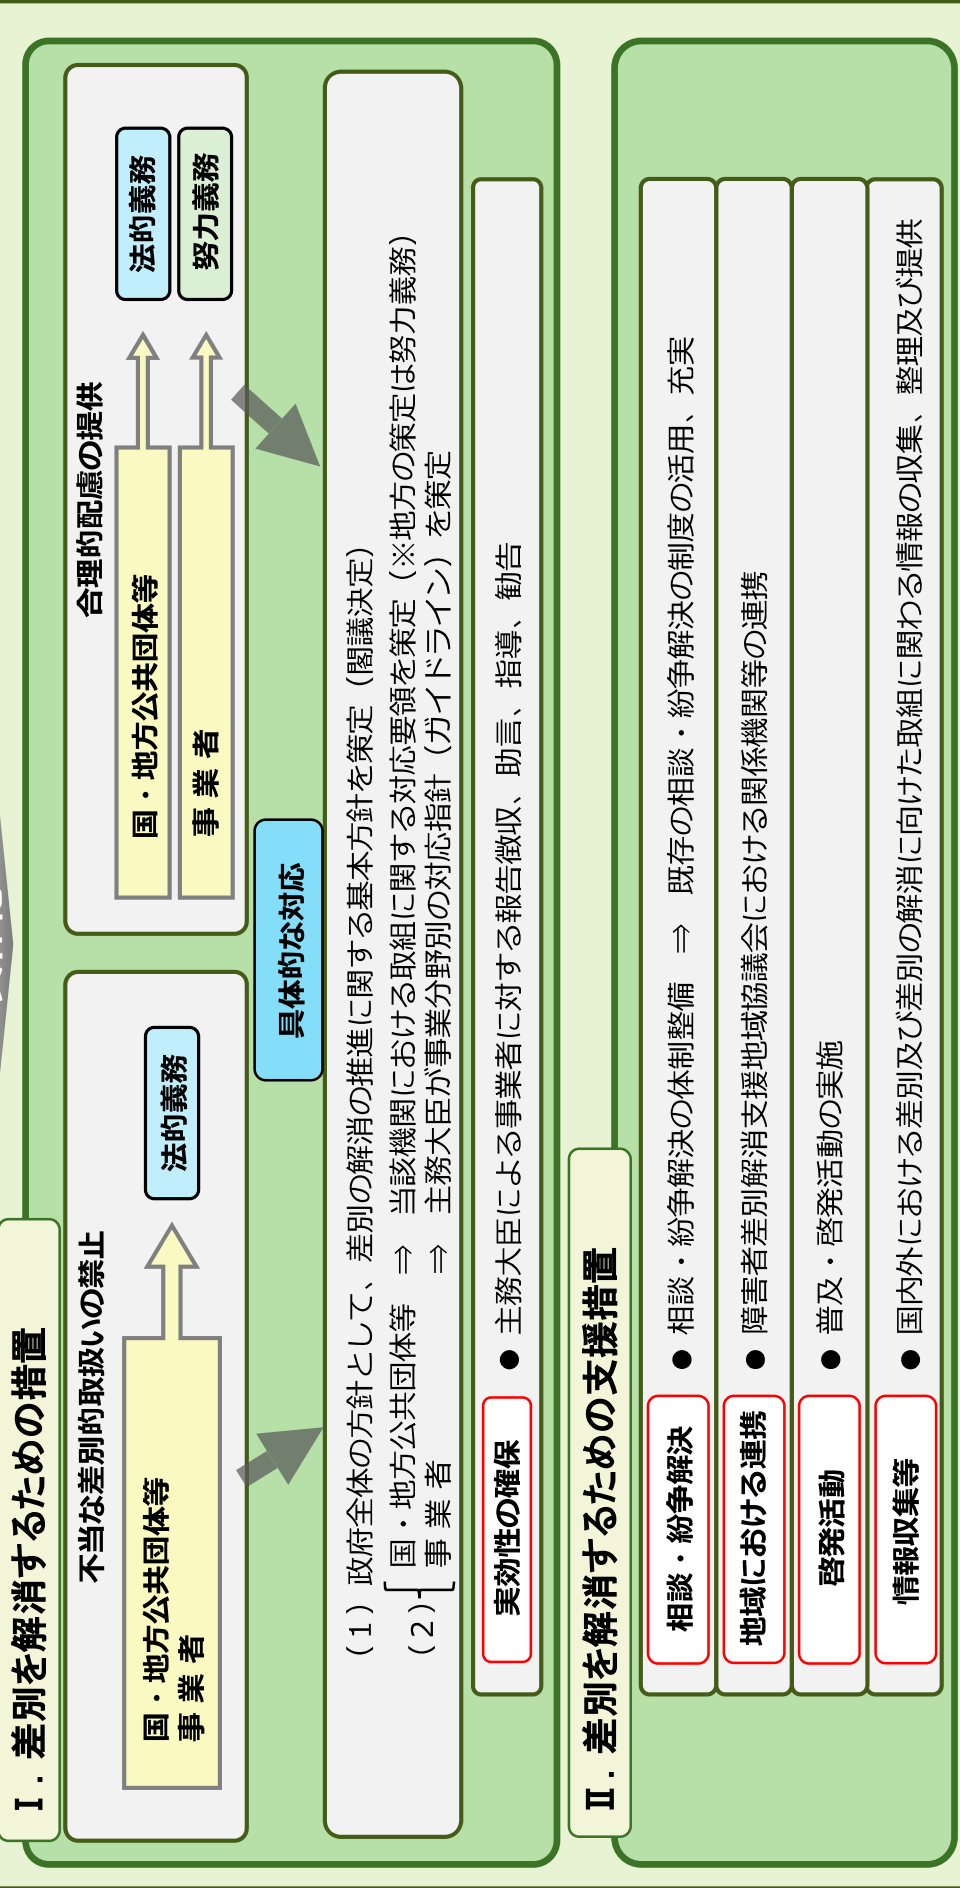 Ⅰ．差別を解消するための措置
不当な差別的取扱いの禁止
国・地方公共団体等
事 業 者
法的義務
合理的配慮の提供
国・地方公共団体等
法的義務
事 業 者
努力義務
具体的な対応
（１）政府全体の方針として、差別の解消の推進に関する基本方針を策定（閣議決定）
（２）
国・地方公共団体等　⇒　当該機関における取組に関する対応要領を策定（※地方の策定は努力義務）
事 業 者　⇒　主務大臣が事業分野別の対応指針（ガイドライン）を策定
実効性の確保
● 主務大臣による事業者に対する報告徴収、助言、指導、勧告
Ⅱ．差別を解消するための支援措置
相談・紛争解決
● 相談・紛争解決の体制整備　⇒　既存の相談・紛争解決の制度の活用、充実
地域における連携
● 障害者差別解消支援地域協議会における関係機関等の連携
啓発活動
● 普及・啓発活動の実施
情報収集等
● 国内外における差別及び差別の解消に向けた取組に関わる情報の収集、整理及び提供